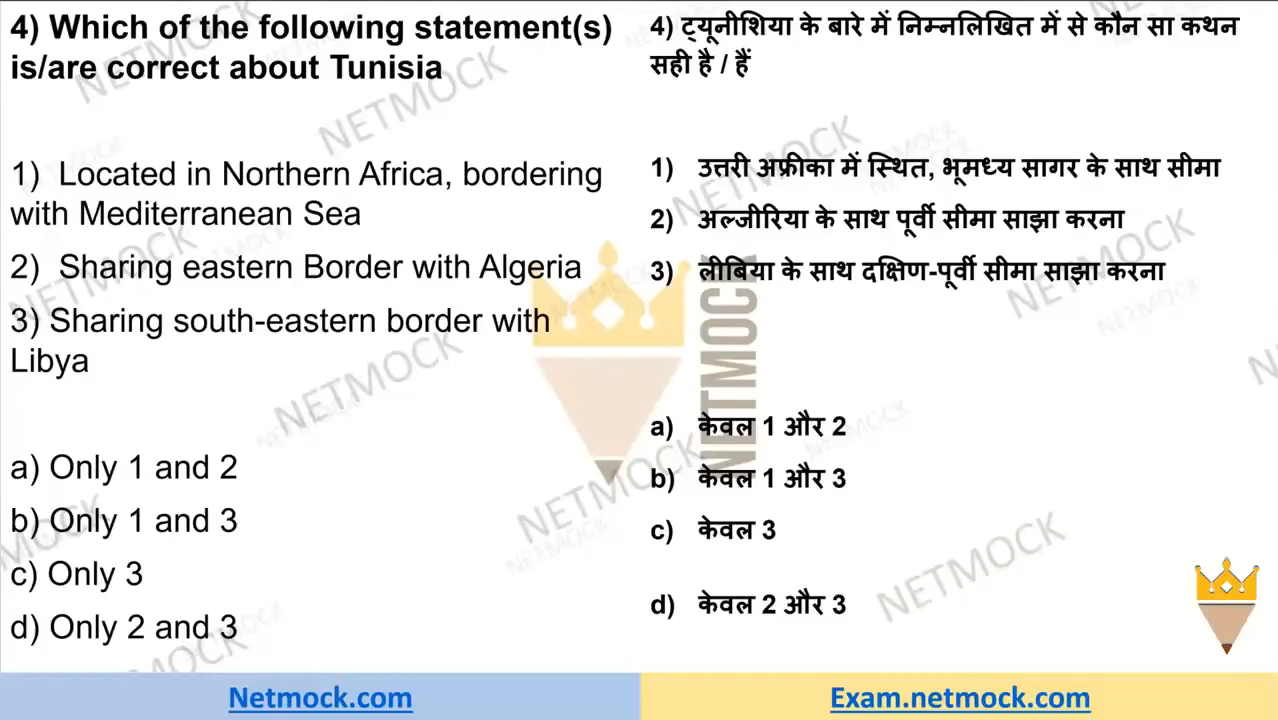 4) Which of the following statement(s)
is/are correct about Tunisia
1) Located in Northern Africa, bordering
with Mediterranean Sea
2) Sharing eastern Border with Algeria
3) Sharing south-eastern border with
Libya
a) Only 1 and 2
b) Only 1 and 3
c) Only 3
d) Only 2 and 3
4) ट्यूनीशिया के बारे में निम्नलिखित में से कौन सा कथन
सही है / हैं
1) उत्तरी अफ्रीका में स्थित, भूमध्य सागर के साथ सीमा
2) अल्जीरिया के साथ पूर्वी सीमा साझा करना
3) लीबिया के साथ दक्षिण-पूर्वी सीमा साझा करना
a) केवल 1 और 2
b) केवल 1 और 3
c) केवल 3
d) केवल 2 और 3
NETMOCK
Netmock.com
Exam.netmock.com